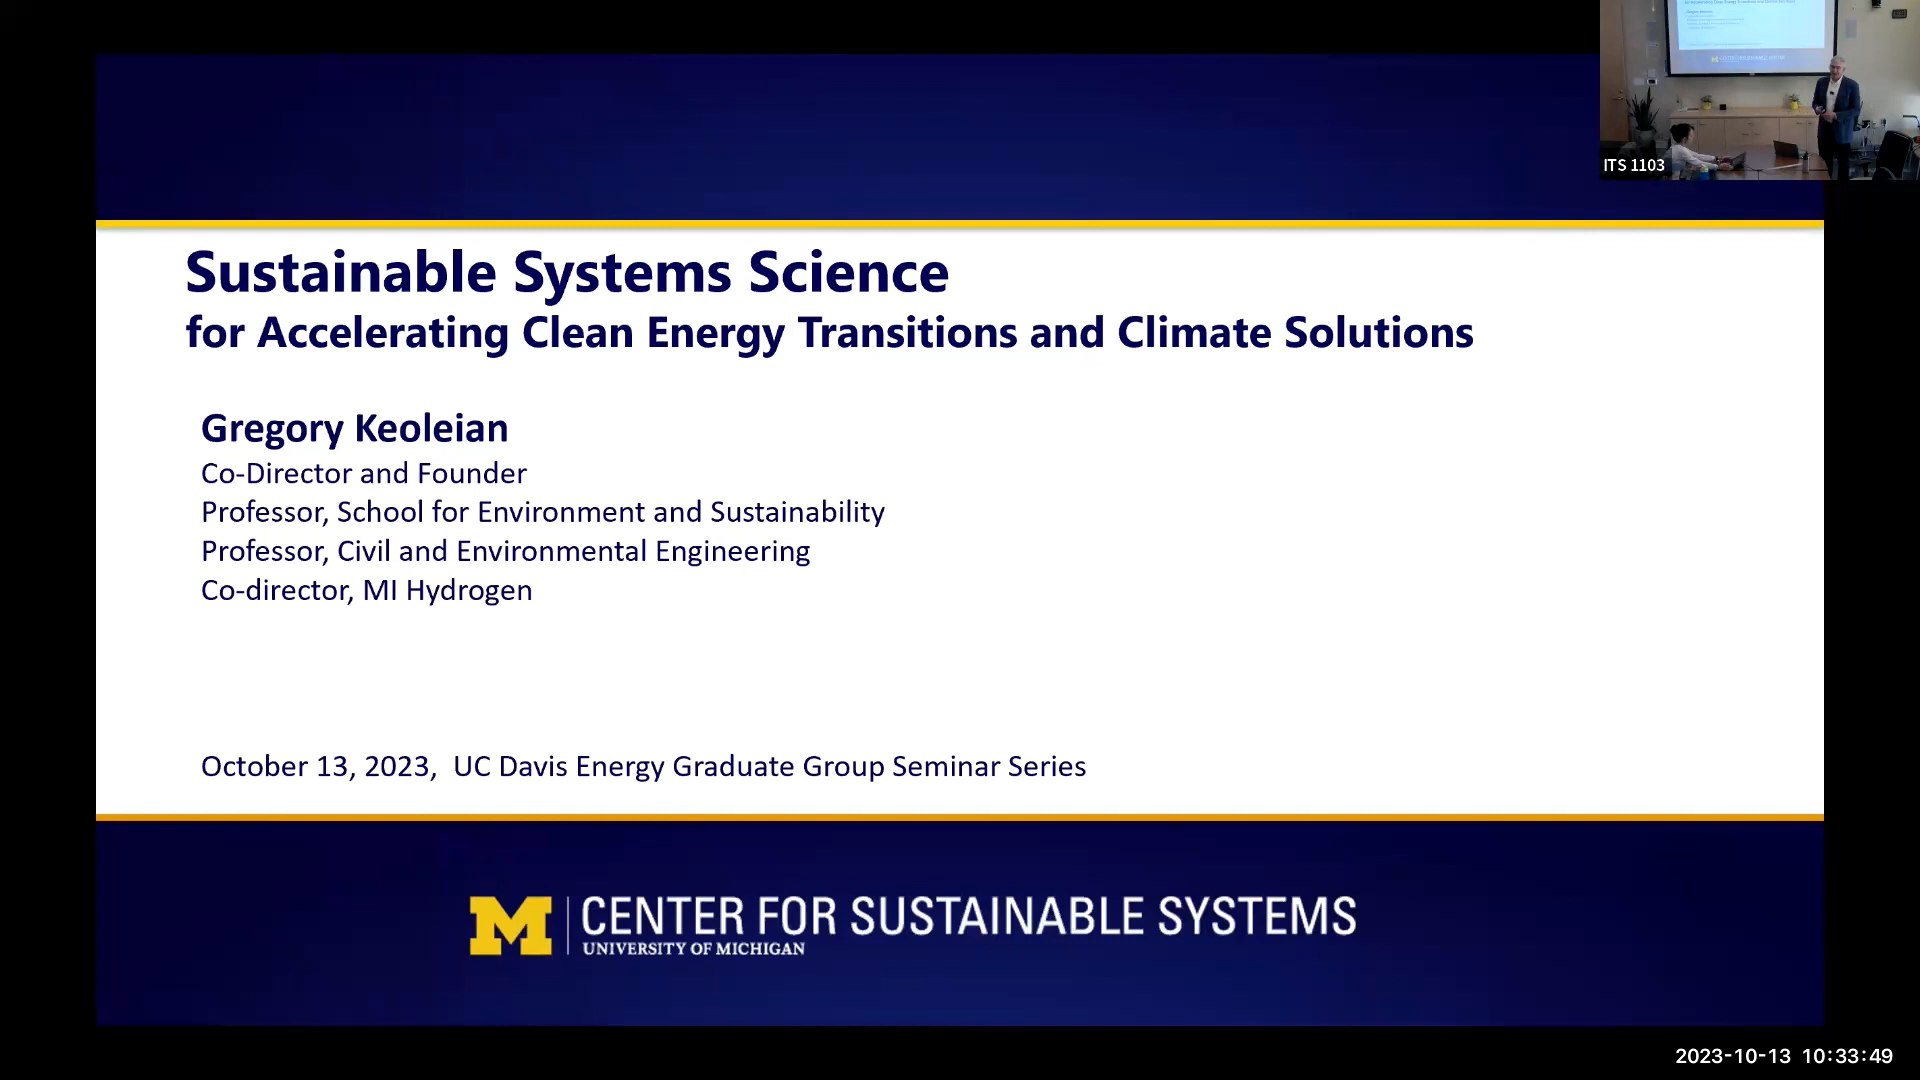 ITS 1103
Sustainable Systems Science
for Accelerating Clean Energy Transitions and Climate Solutions
Gregory Keoleian
Co-Director and Founder
Professor, School for Environment and Sustainability
Professor, Civil and Environmental Engineering
Co-director, MI Hydrogen
October 13, 2023, UC Davis Energy Graduate Group Seminar Series
M CENTER FOR SUSTAINABLE SYSTEMS
UNIVERSITY OF MICHIGAN
2023-10-13 10:33:49